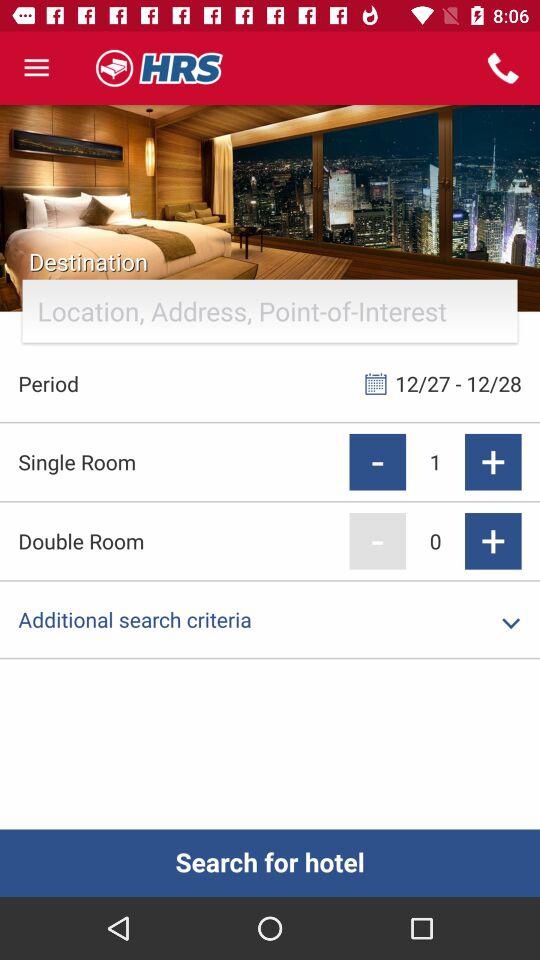 8:06
HRS
Destination
Location, Address, Point-of-Interest
Period 12/27 - 12/28
Single Room - 1 +
Double Room - 0 +
Additional search criteria
Search for hotel